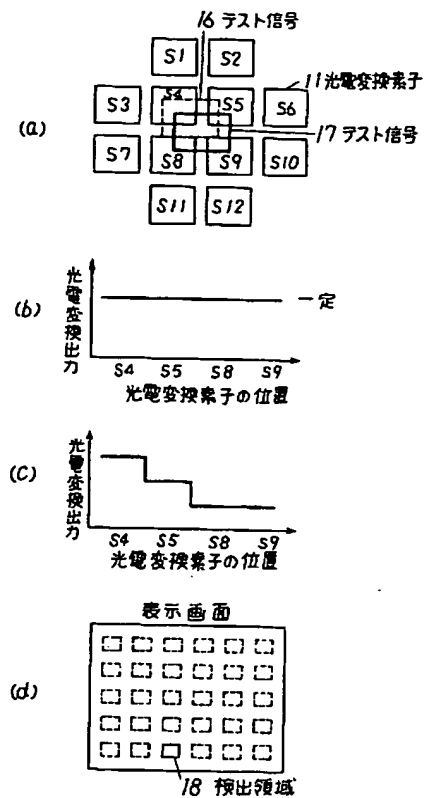 16 テスト信号
S1 S2
S3 S4 S5 S6
11 光電変換素子
(a)
17 テスト信号
S7 S8 S9 S10
S11 S12
(b)
光電変換出力
一定
S4 S5 S8 S9
光電変換素子の位置
(c)
光電変換出力
S4 S5 S8 S9
光電変換素子の位置
表示画面
(d)
18 検出領域